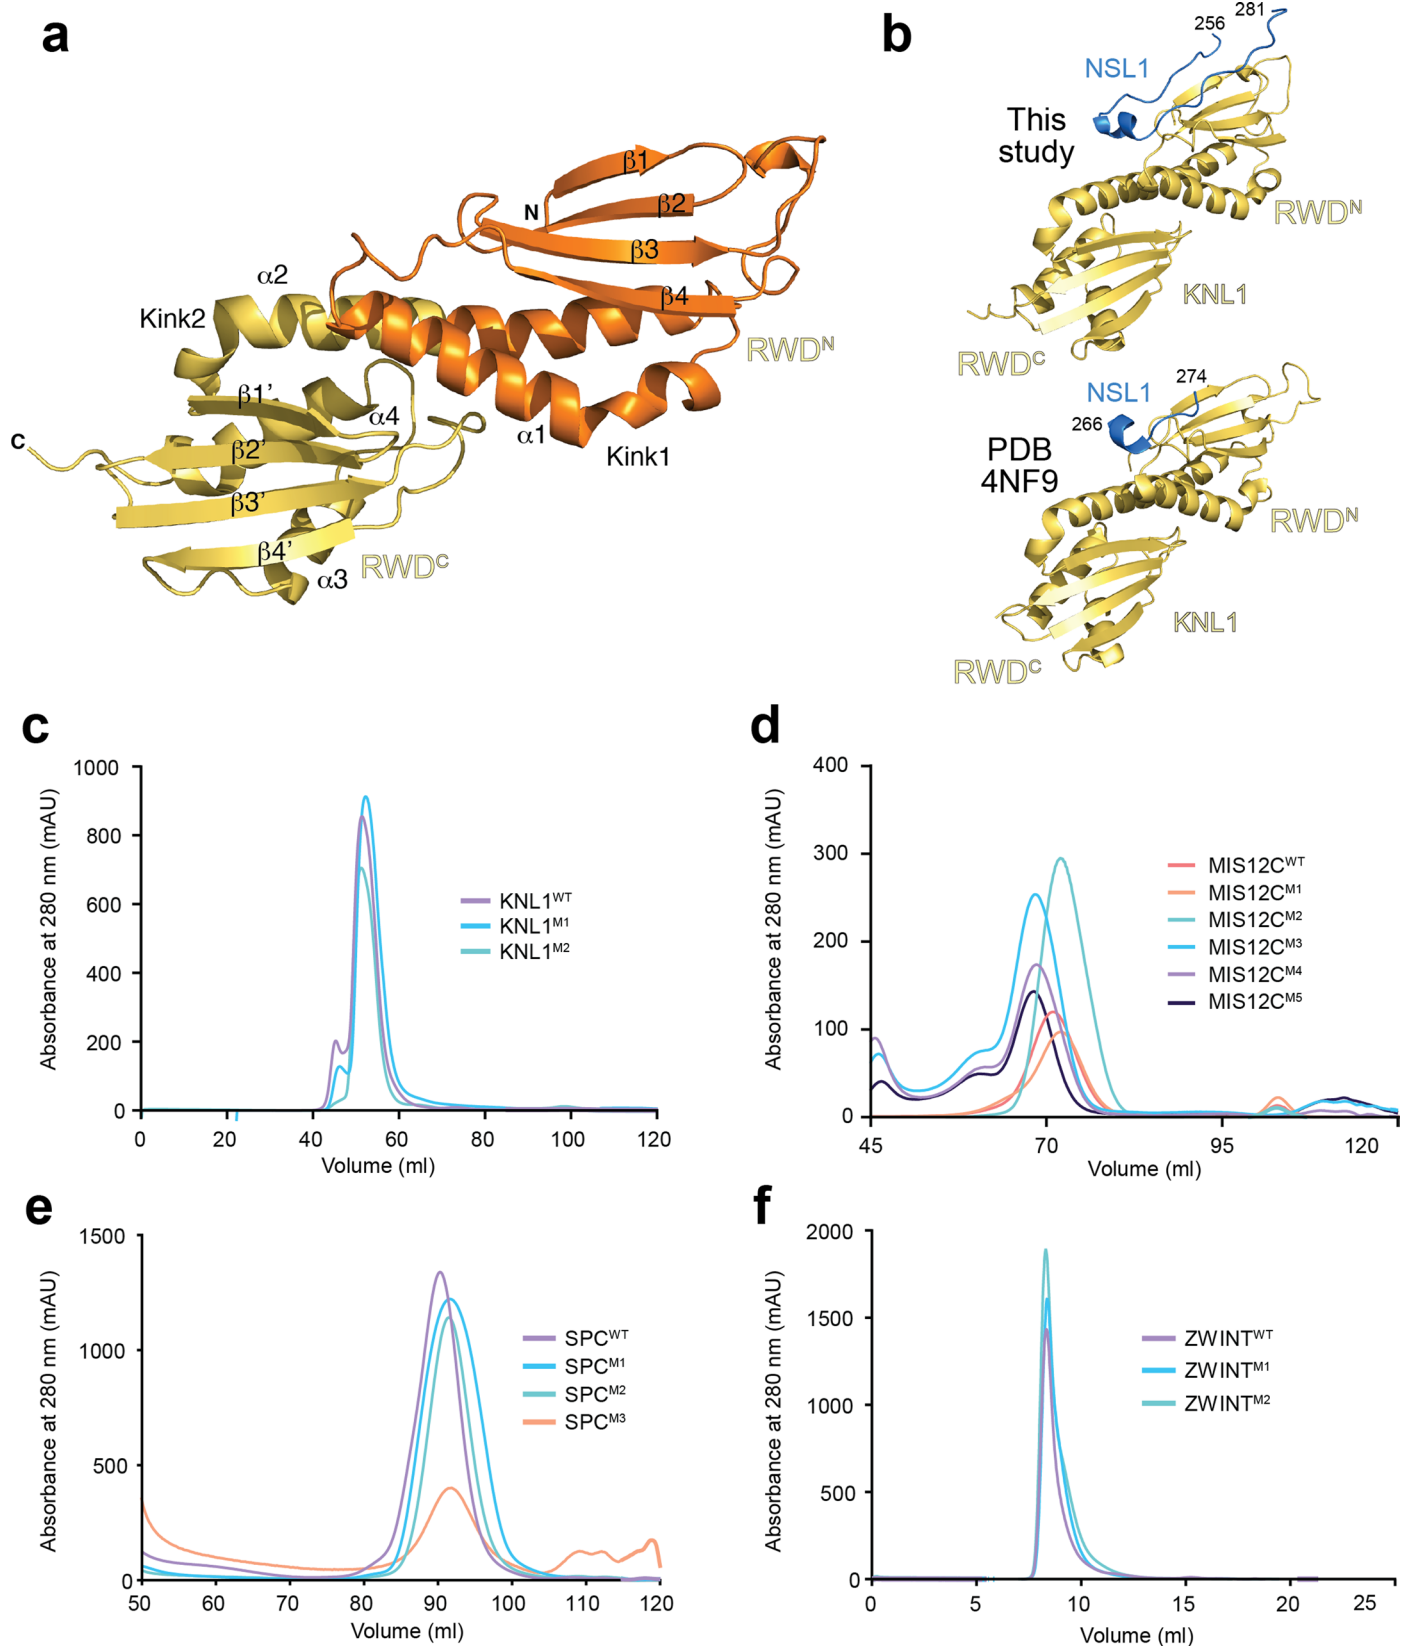 a
N
β1
β2
β3
β4
α2
Kink2
RWDᴺ
β1’
α4
α1
Kink1
C
β2’
β3’
β4’
α3
RWDᶜ
b
256
281
NSL1
This
study
RWDᴺ
KNL1
RWDᶜ
NSL1
274
266
PDB
4NF9
RWDᴺ
KNL1
RWDᶜ
c
Absorbance at 280 nm (mAU)
1000
800
600
400
200
0
0 20 40 60 80 100 120
Volume (ml)
KNL1ᵂᵀ
KNL1ᴹ¹
KNL1ᴹ²
d
Absorbance at 280 nm (mAU)
400
300
200
100
0
45 70 95 120
Volume (ml)
MIS12Cᵂᵀ
MIS12Cᴹ¹
MIS12Cᴹ²
MIS12Cᴹ³
MIS12Cᴹ⁴
MIS12Cᴹ⁵
e
Absorbance at 280 nm (mAU)
1500
1000
500
0
50 60 70 80 90 100 110 120
Volume (ml)
SPCᵂᵀ
SPCᴹ¹
SPCᴹ²
SPCᴹ³
f
Absorbance at 280 nm (mAU)
2000
1500
1000
500
0
0 5 10 15 20 25
Volume (ml)
ZWINTᵂᵀ
ZWINTᴹ¹
ZWINTᴹ²